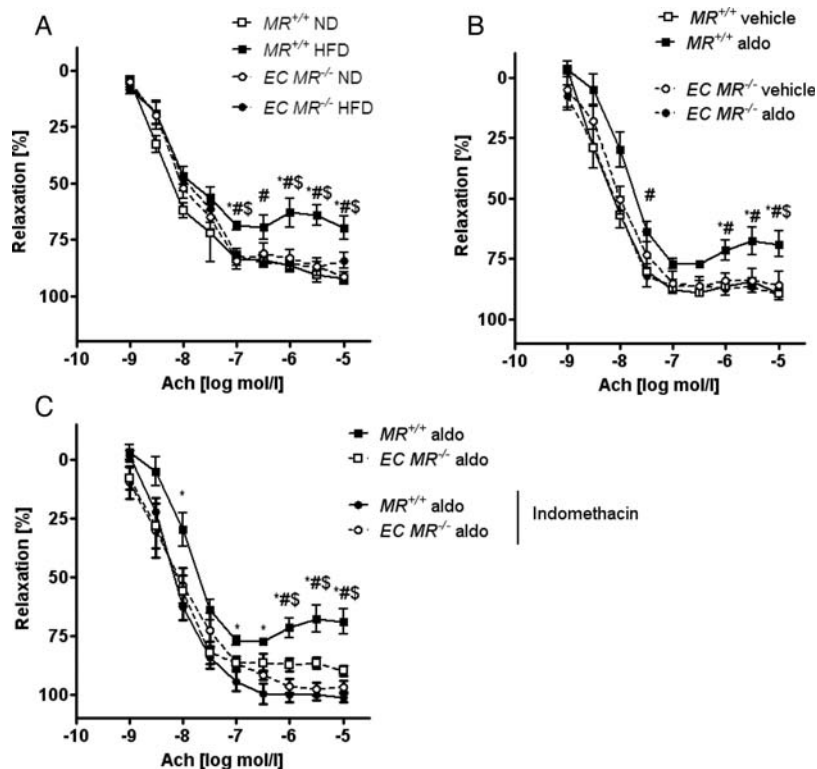 A
MR+/+ ND
MR+/+ HFD
EC MR-/- ND
EC MR-/- HFD
0
25
50
75
100
Relaxation [%]
*#$ # *#$ *#$ *#$
-10 -9 -8 -7 -6 -5
Ach [log mol/l]
B
MR+/+ vehicle
MR+/+ aldo
EC MR-/- vehicle
EC MR-/- aldo
0
25
50
75
100
Relaxation [%]
# *# *# *#$
-10 -9 -8 -7 -6 -5
Ach [log mol/l]
C
MR+/+ aldo
EC MR-/- aldo
MR+/+ aldo
EC MR-/- aldo
Indomethacin
0
25
50
75
100
Relaxation [%]
* * * *#$ *#$ *#$
-10 -9 -8 -7 -6 -5
Ach [log mol/l]